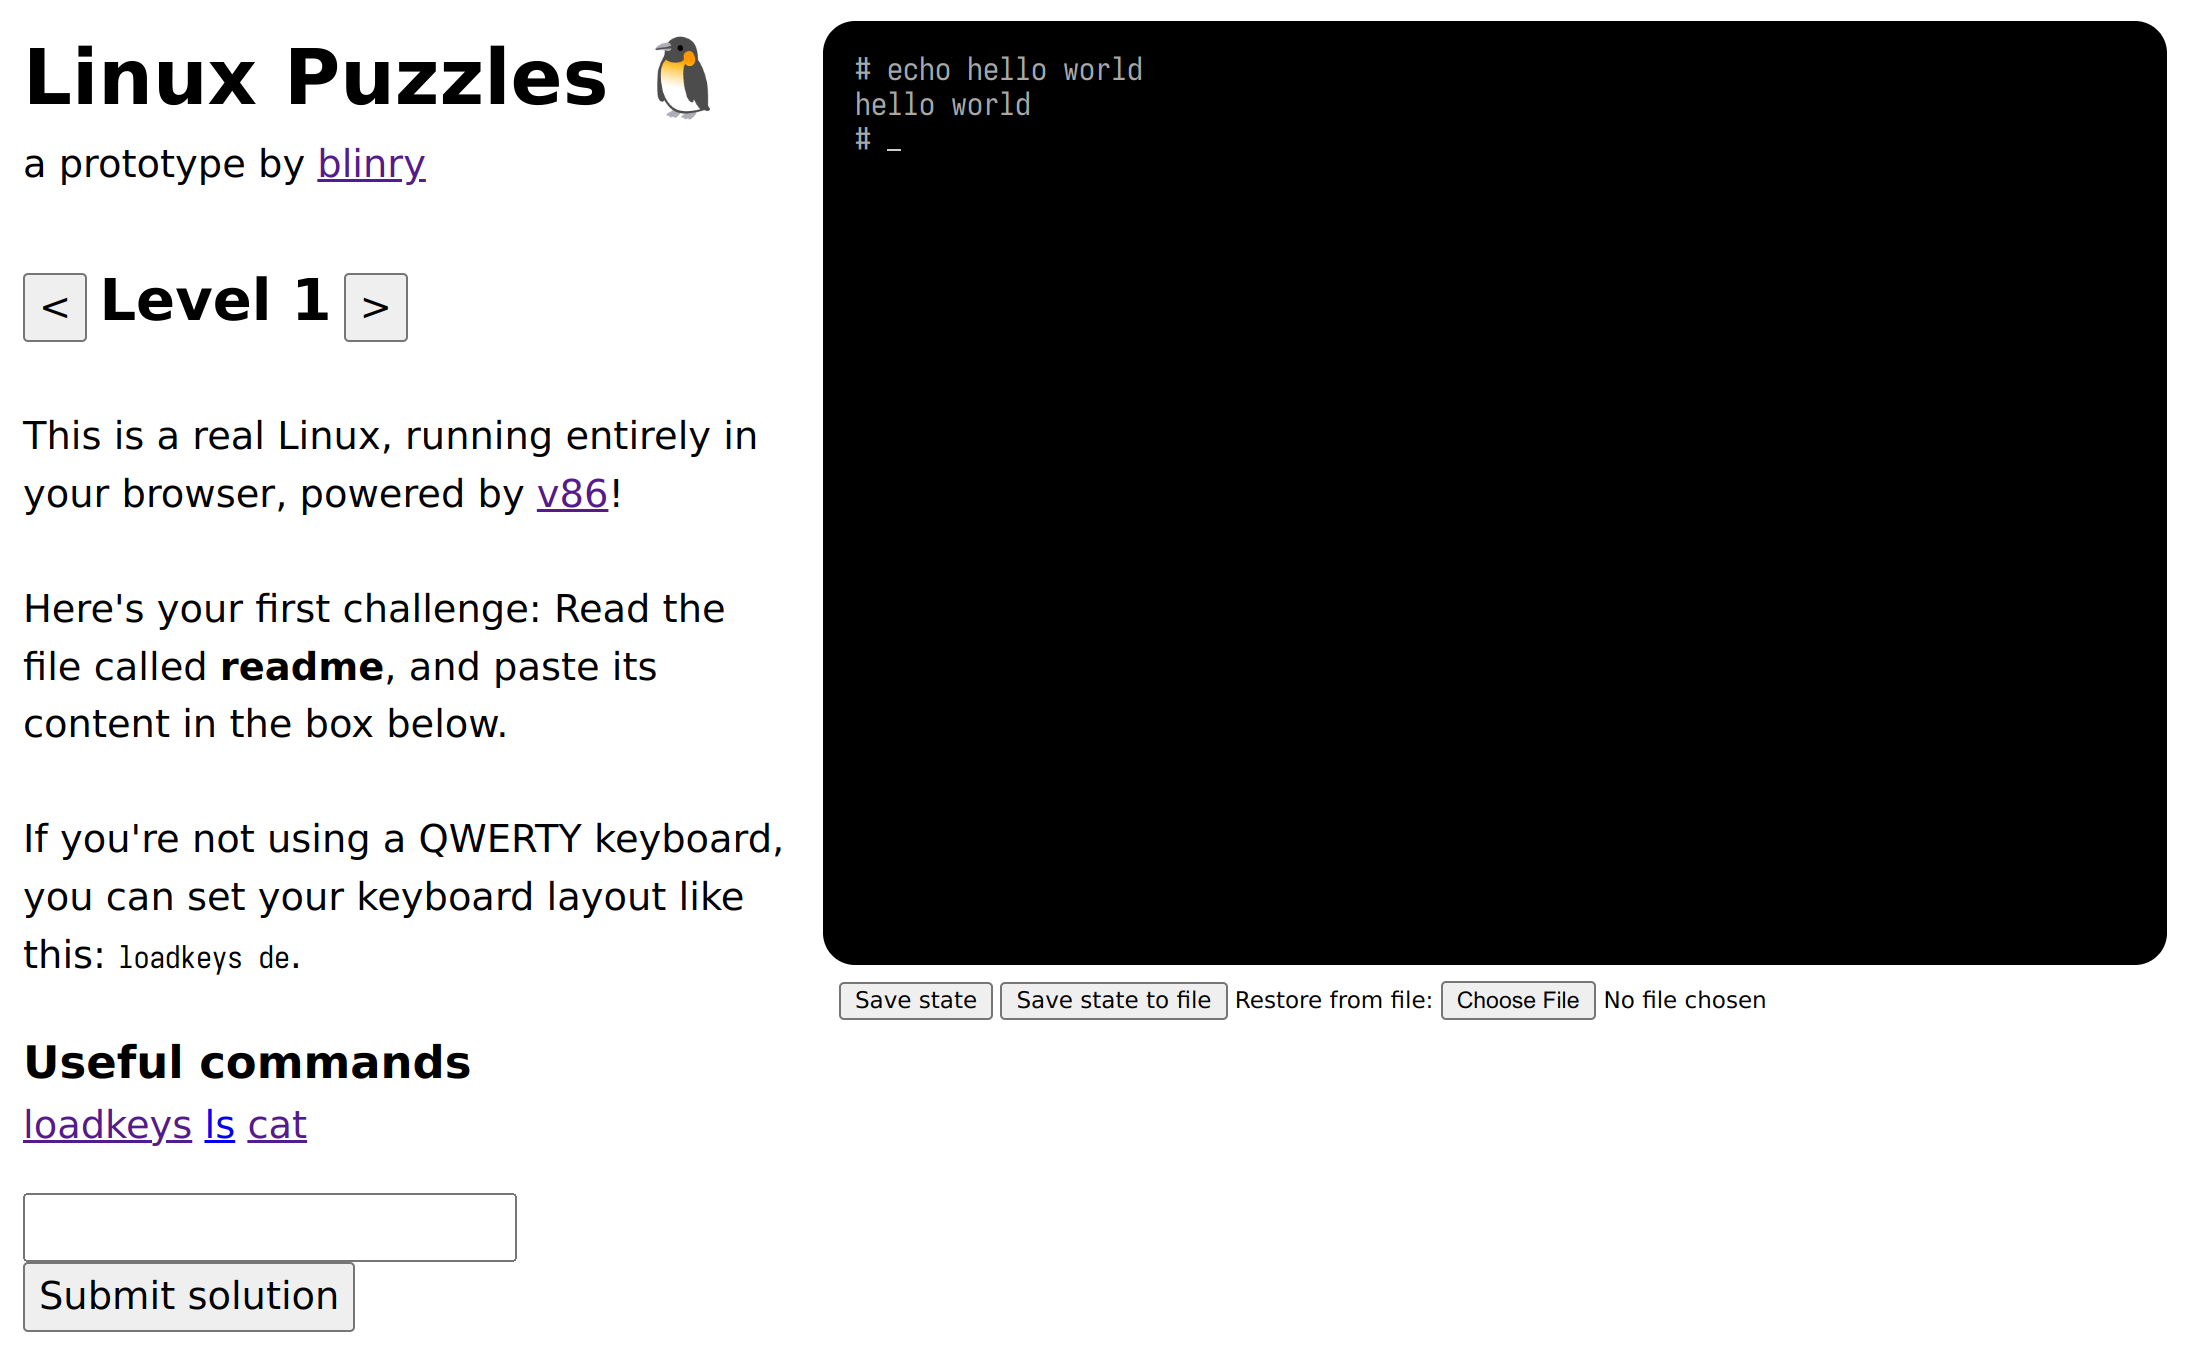 Linux Puzzles 🐧
a prototype by blinry
< Level 1 >
This is a real Linux, running entirely in
your browser, powered by v86!
Here's your first challenge: Read the
file called readme, and paste its
content in the box below.
If you're not using a QWERTY keyboard,
you can set your keyboard layout like
this: loadkeys de.
Useful commands
loadkeys ls cat
Submit solution
# echo hello world
hello world
# _
Save state Save state to file Restore from file: Choose File No file chosen